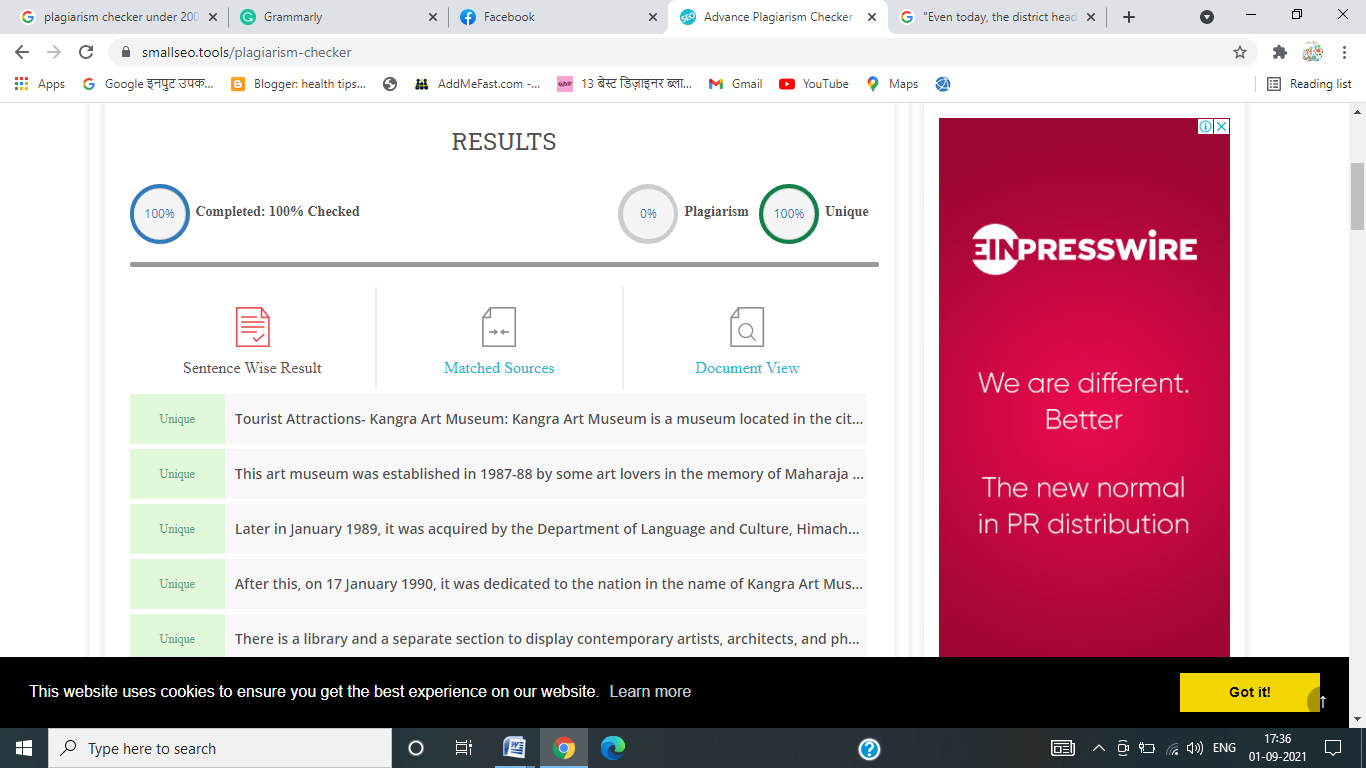 plagiarism checker under 200
Grammarly
Facebook
Advance Plagiarism Checker
"Even today, the district head
smallseo.tools/plagiarism-checker
Apps
Google इनपुट उपक...
Blogger: health tips...
AddMeFast.com -...
13 बेस्ट डिज़ाइनर ब्ला...
Gmail
YouTube
Maps
Reading list
RESULTS
100%
Completed: 100% Checked
0%
Plagiarism
100%
Unique
Sentence Wise Result
Matched Sources
Document View
Unique
Tourist Attractions- Kangra Art Museum: Kangra Art Museum is a museum located in the cit...
Unique
This art museum was established in 1987-88 by some art lovers in the memory of Maharaja ...
Unique
Later in January 1989, it was acquired by the Department of Language and Culture, Himach...
Unique
After this, on 17 January 1990, it was dedicated to the nation in the name of Kangra Art Mus...
Unique
There is a library and a separate section to display contemporary artists, architects, and ph...
EINPRESSWIRE
We are different.
Better
The new normal
in PR distribution
This website uses cookies to ensure you get the best experience on our website. Learn more
Got it!
Type here to search
ENG
17:36
01-09-2021